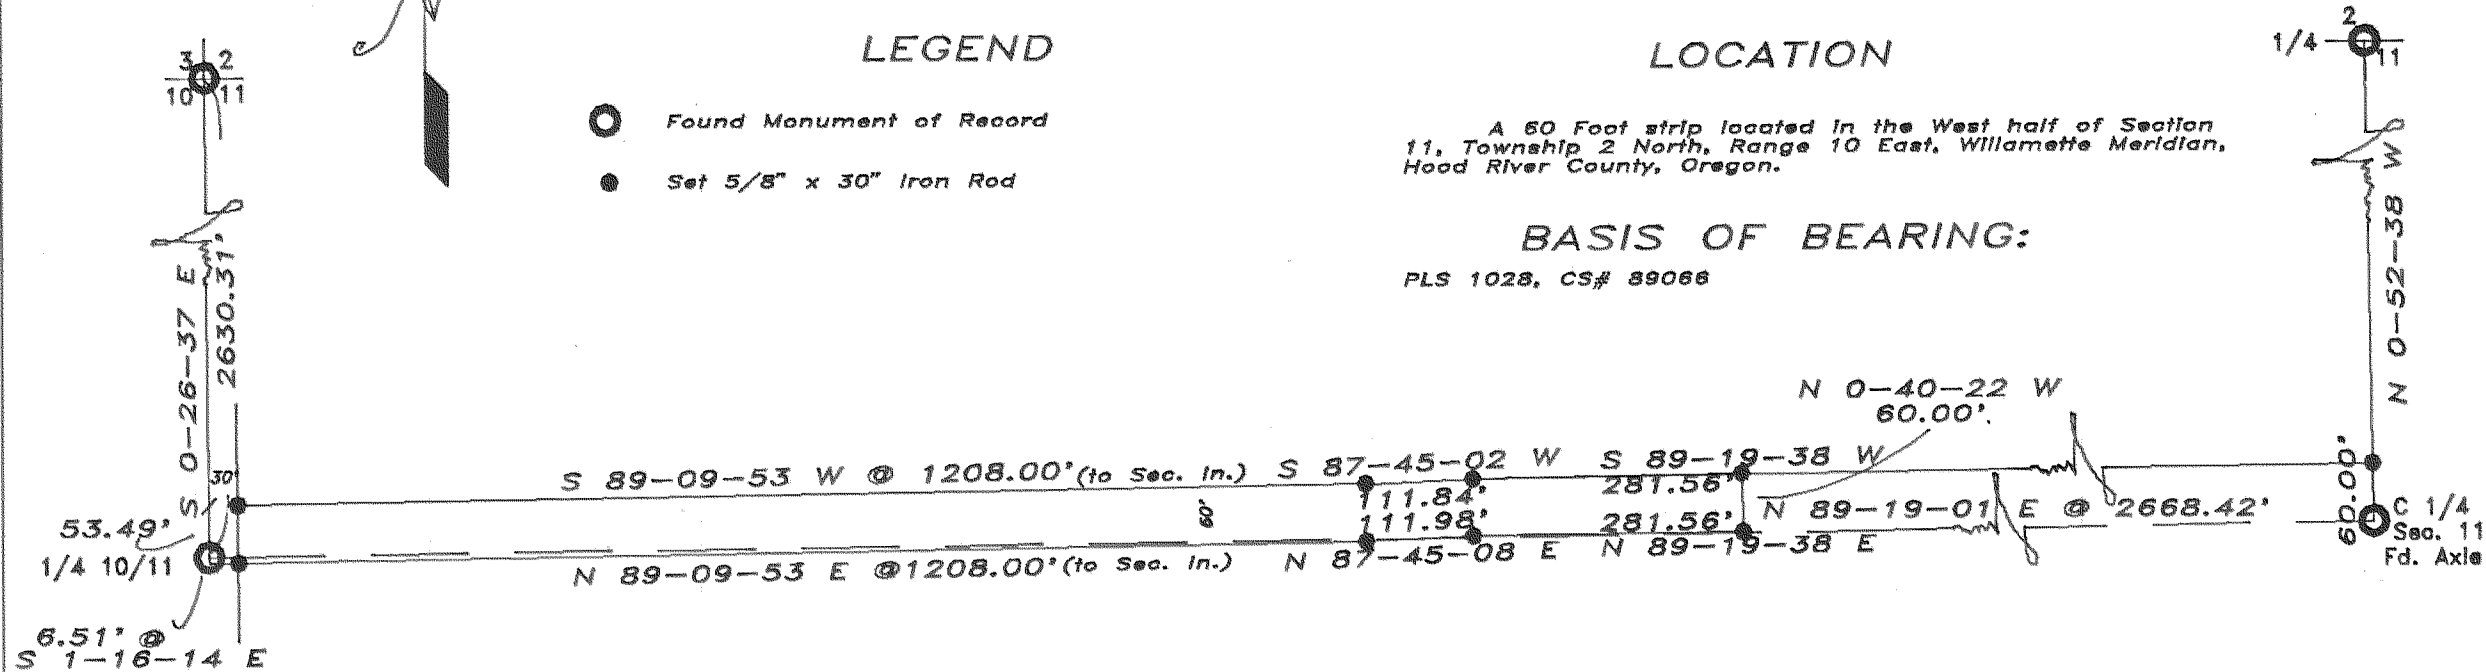 LEGEND
Found Monument of Record
Set 5/8" x 30" Iron Rod
LOCATION
A 60 Foot strip located in the West half of Section
11, Township 2 North, Range 10 East, Willamette Meridian,
Hood River County, Oregon.
BASIS OF BEARING:
PLS 1028, CS# 89066
3 2
10 11
2
1/4
11
S 0-26-37 E
2630.31'
N 0-52-38 W
N 0-40-22 W
60.00'
30'
S 89-09-53 W @ 1208.00'(to Sec. ln.)
S 87-45-02 W
S 89-19-38 W
111.84'
281.56'
60'
111.98'
281.56'
N 89-19-01 E @ 2668.42'
60.00'
C 1/4
Sec. 11
Fd. Axle
53.49'
1/4 10/11
N 89-09-53 E @1208.00'(to Sec. ln.)
N 87-45-08 E
N 89-19-38 E
6.51' @
S 1-16-14 E